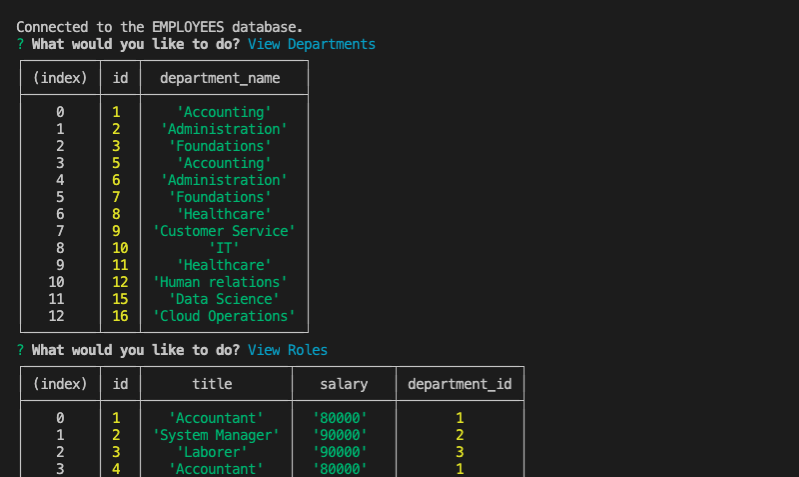 Connected to the EMPLOYEES database.
? What would you like to do? View Departments
(index) id department_name
0 1 'Accounting'
1 2 'Administration'
2 3 'Foundations'
3 5 'Accounting'
4 6 'Administration'
5 7 'Foundations'
6 8 'Healthcare'
7 9 'Customer Service'
8 10 'IT'
9 11 'Healthcare'
10 12 'Human relations'
11 15 'Data Science'
12 16 'Cloud Operations'
? What would you like to do? View Roles
(index) id title salary department_id
0 1 'Accountant' '80000' 1
1 2 'System Manager' '90000' 2
2 3 'Laborer' '90000' 3
3 4 'Accountant' '80000' 1